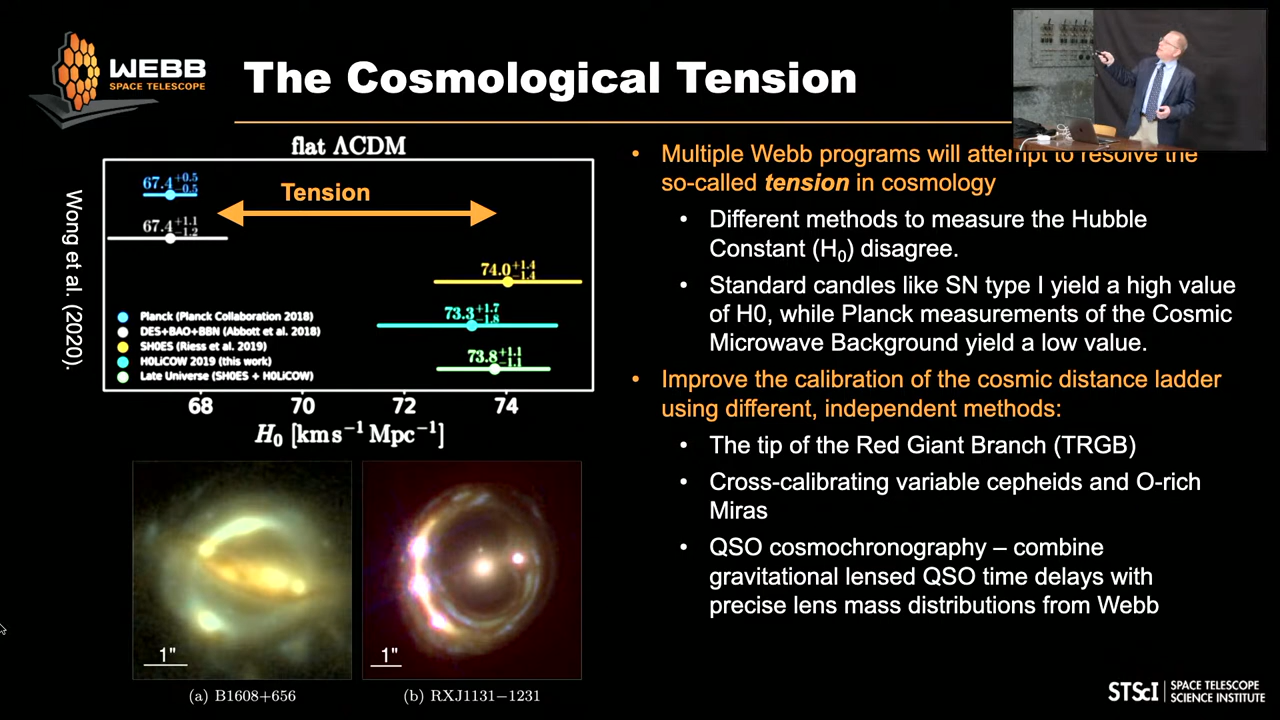 WEBB
SPACE TELESCOPE
The Cosmological Tension
flat ΛCDM
67.4+0.5−0.5
Tension
67.4+1.1−1.2
74.0+1.4−1.4
73.3+1.7−1.8
73.8+1.1−1.1
Planck (Planck Collaboration 2018)
DES+BAO+BBN (Abbott et al. 2018)
SH0ES (Riess et al. 2019)
H0LiCOW 2019 (this work)
Late Universe (SH0ES + H0LiCOW)
68 70 72 74
H0 [km s−1 Mpc−1]
Wong et al. (2020).
1"
1"
(a) B1608+656
(b) RXJ1131−1231
• Multiple Webb programs will attempt to resolve the
so-called tension in cosmology
• Different methods to measure the Hubble
Constant (H0) disagree.
• Standard candles like SN type I yield a high value
of H0, while Planck measurements of the Cosmic
Microwave Background yield a low value.
• Improve the calibration of the cosmic distance ladder
using different, independent methods:
• The tip of the Red Giant Branch (TRGB)
• Cross-calibrating variable cepheids and O-rich
Miras
• QSO cosmochronography – combine
gravitational lensed QSO time delays with
precise lens mass distributions from Webb
STScI | SPACE TELESCOPE
SCIENCE INSTITUTE